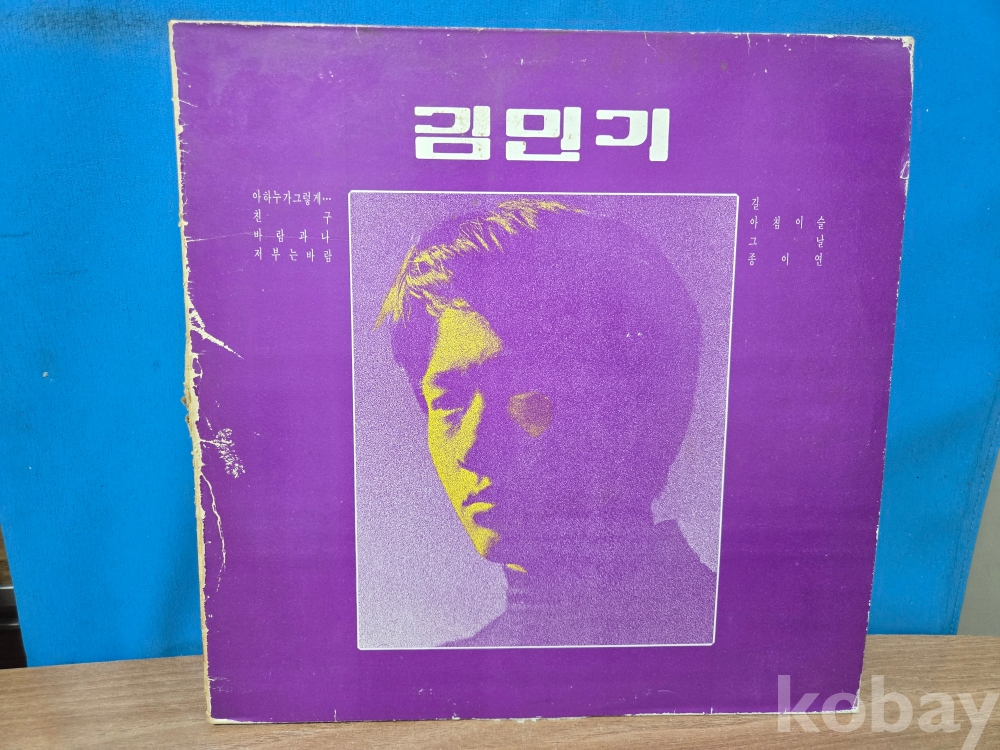 김민기
아하누가그렇게…
친 구
바 람 과 나
저 부 는 바 람
길
아 침 이 슬
그 날
종 이 연
kobay